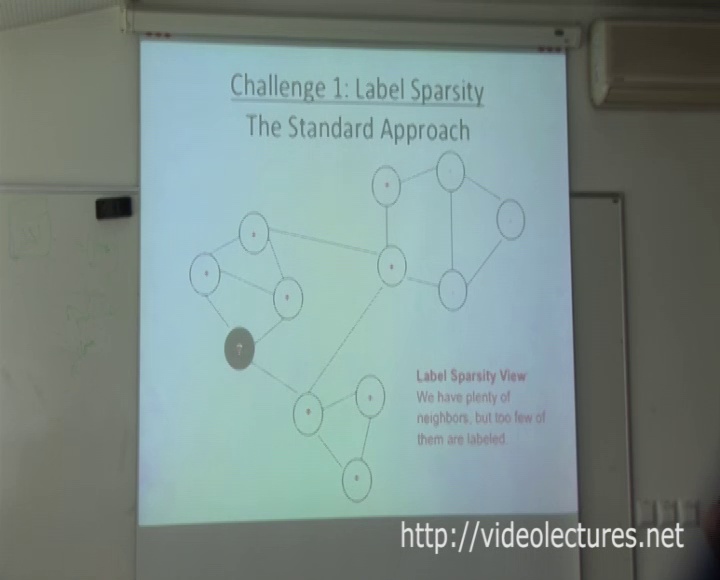 Challenge 1: Label Sparsity
The Standard Approach
?
Label Sparsity View
We have plenty of
neighbors, but too few of
them are labeled.
http://videolectures.net